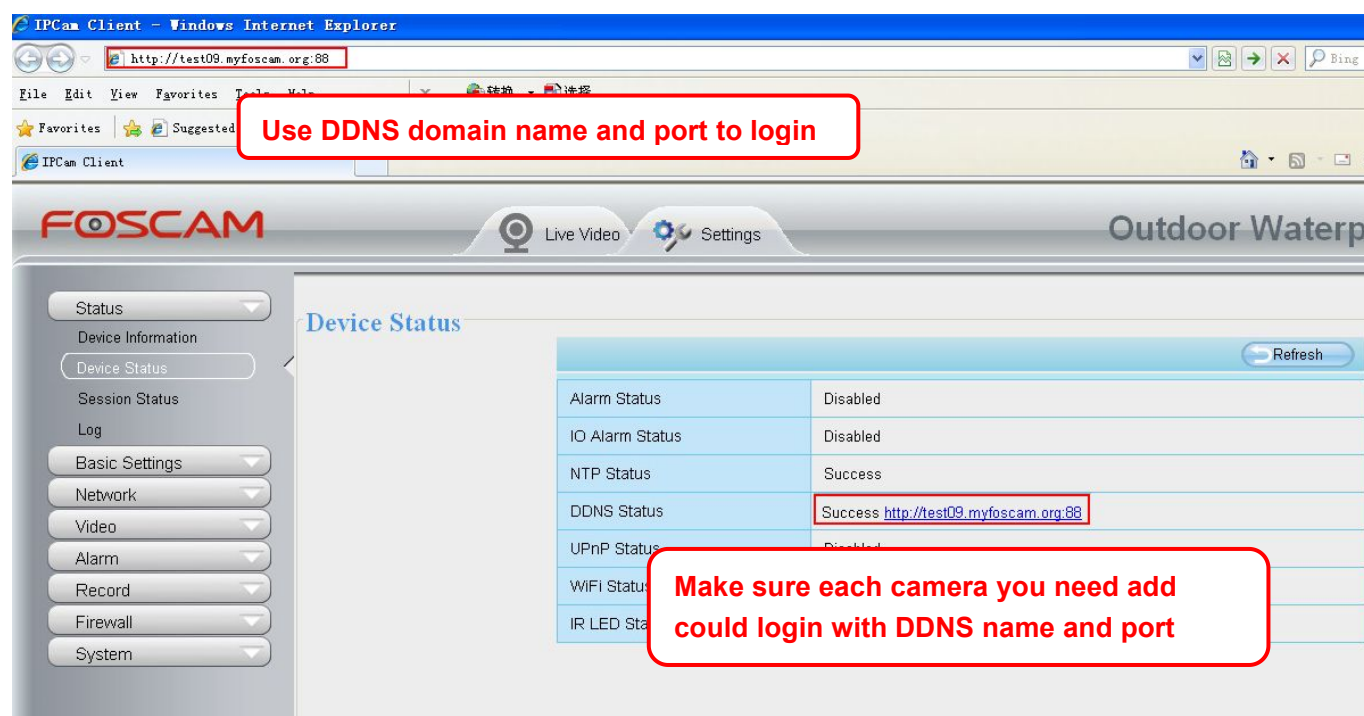 IPCam Client - Windows Internet Explorer
http://test09.myfoscam.org:88
Bing
File Edit View Favorites Tools Help × 转换 选择
Favorites Suggested
Use DDNS domain name and port to login
IPCam Client
FOSCAM
Live Video
Settings
Outdoor Waterp
Status
Device Information
Device Status
Session Status
Log
Basic Settings
Network
Video
Alarm
Record
Firewall
System
Device Status
Refresh
Alarm Status Disabled
IO Alarm Status Disabled
NTP Status Success
DDNS Status Success http://test09.myfoscam.org:88
UPnP Status Disabled
WiFi Status
IR LED Sta
Make sure each camera you need add
could login with DDNS name and port